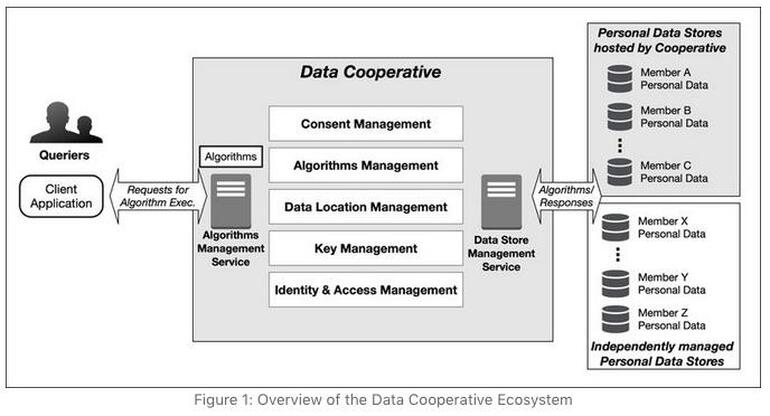 Personal Data Stores
hosted by Cooperative
Member A
Personal Data
Member B
Personal Data
Member C
Personal Data
Data Cooperative
Consent Management
Algorithms Management
Data Location Management
Key Management
Identity & Access Management
Queriers
Client
Application
Requests for
Algorithm Exec.
Algorithms
Algorithms
Management
Service
Data Store
Management
Service
Algorithms/
Responses
Member X
Personal Data
Member Y
Personal Data
Member Z
Personal Data
Independently managed
Personal Data Stores
Figure 1: Overview of the Data Cooperative Ecosystem